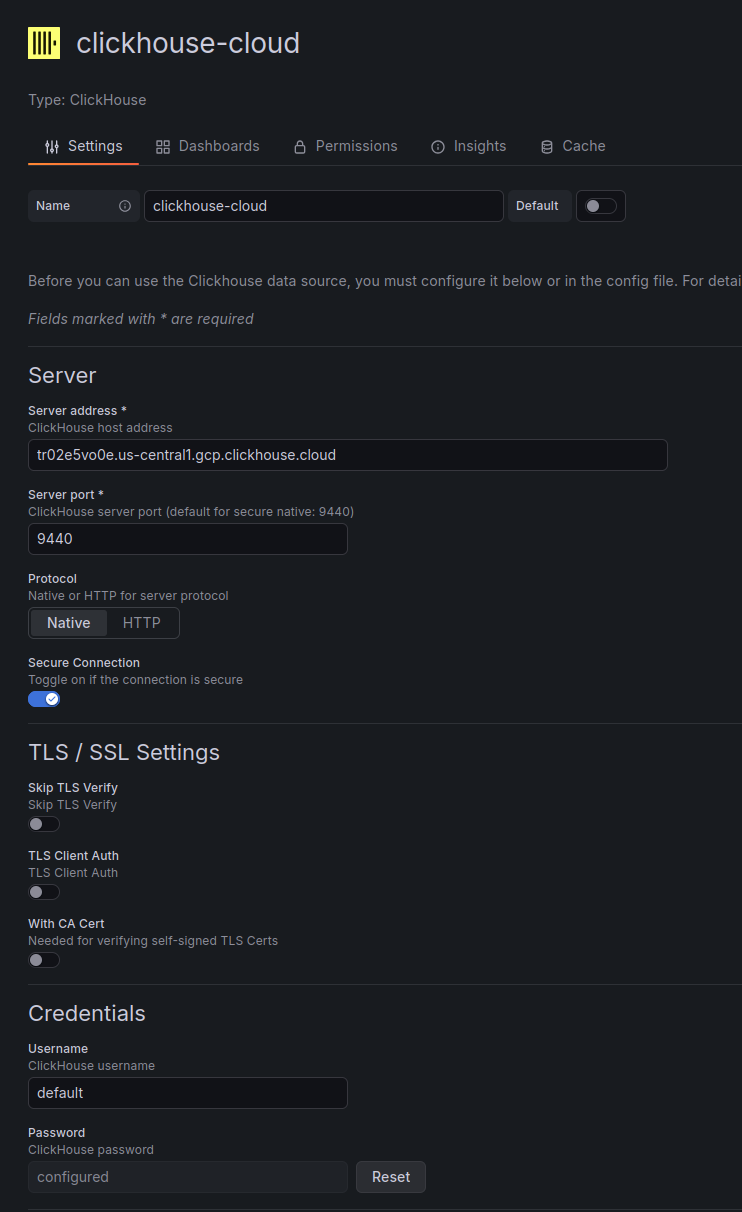 clickhouse-cloud
Type: ClickHouse
Settings Dashboards Permissions Insights Cache
Name clickhouse-cloud Default
Before you can use the Clickhouse data source, you must configure it below or in the config file. For detai
Fields marked with * are required
Server
Server address *
ClickHouse host address
tr02e5vo0e.us-central1.gcp.clickhouse.cloud
Server port *
ClickHouse server port (default for secure native: 9440)
9440
Protocol
Native or HTTP for server protocol
Native HTTP
Secure Connection
Toggle on if the connection is secure
TLS / SSL Settings
Skip TLS Verify
Skip TLS Verify
TLS Client Auth
TLS Client Auth
With CA Cert
Needed for verifying self-signed TLS Certs
Credentials
Username
ClickHouse username
default
Password
ClickHouse password
configured Reset